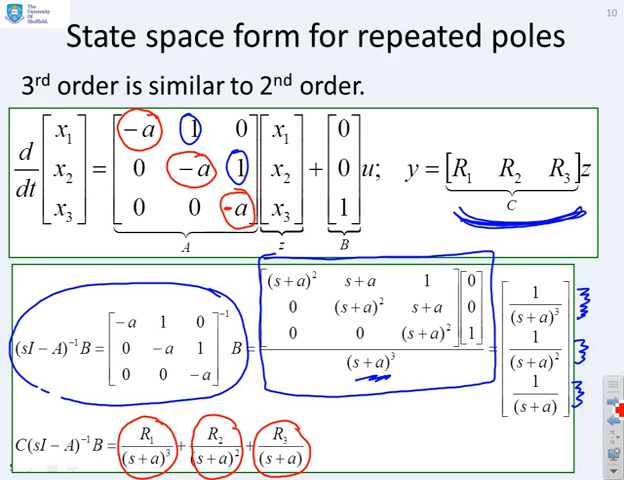 The University Of Sheffield.
10
State space form for repeated poles
3rd order is similar to 2nd order.
d/dt [x₁; x₂; x₃] = [−a 1 0; 0 −a 1; 0 0 −a] [x₁; x₂; x₃] + [0; 0; 1] u; y = [R₁ R₂ R₃] z
A z B C
(sI − A)⁻¹B = [−a 1 0; 0 −a 1; 0 0 −a]⁻¹ B = [(s+a)² s+a 1; 0 (s+a)² s+a; 0 0 (s+a)²] [0; 0; 1] / (s+a)³ = [1/(s+a)³; 1/(s+a)²; 1/(s+a)]
C(sI − A)⁻¹B = R₁/(s+a)³ + R₂/(s+a)² + R₃/(s+a)